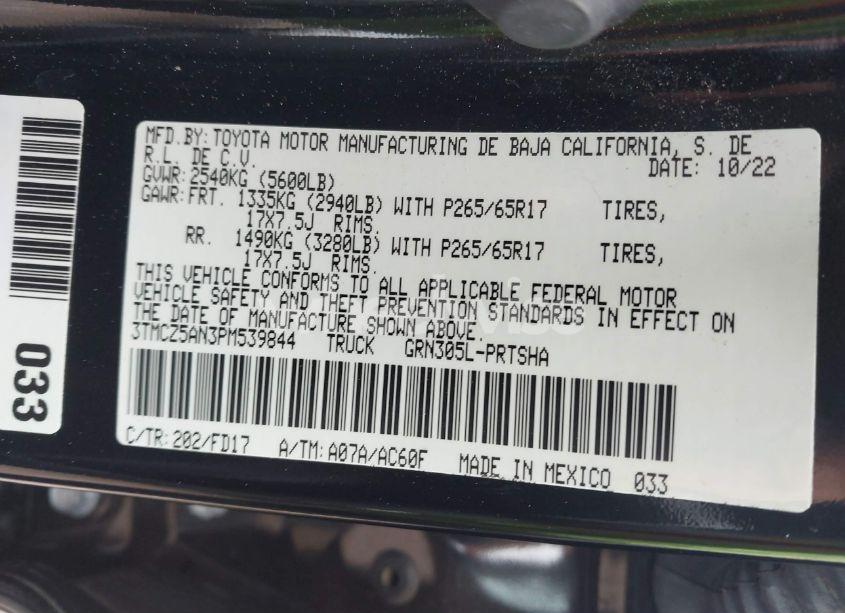 MFD.BY:TOYOTA MOTOR MANUFACTURING DE BAJA CALIFORNIA, S. DE
R.L. DE C.V. DATE: 10/22
GVWR:2540KG (5600LB)
GAWR:FRT. 1335KG (2940LB) WITH P265/65R17 TIRES,
17X7.5J RIMS.
RR. 1490KG (3280LB) WITH P265/65R17 TIRES,
17X7.5J RIMS.
THIS VEHICLE CONFORMS TO ALL APPLICABLE FEDERAL MOTOR
VEHICLE SAFETY AND THEFT PREVENTION STANDARDS IN EFFECT ON
THE DATE OF MANUFACTURE SHOWN ABOVE.
3TMCZ5AN3PM539844 TRUCK GRN305L-PRTSHA
C/TR:202/FD17 A/TM:A07A/AC60F MADE IN MEXICO 033
033